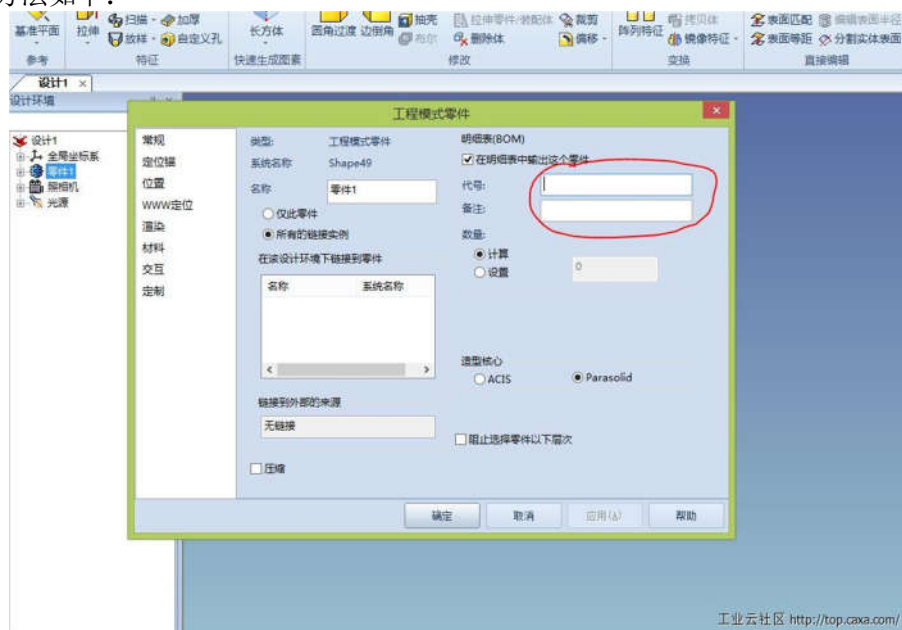 方法如下：
基准平面 拉伸 扫描 加厚
放样 自定义孔
长方体
圆角过渡 边倒角 抽壳
布尔
拉伸零件/装配体 裁剪
删除体 偏移
阵列特征 拷贝体
镜像特征
表面匹配 编辑表面半径
表面等距 分割实体表面
参考 特征 快速生成图素 修改 变换 直接编辑
设计1 ×
设计环境
设计1
全局坐标系
零件1
照相机
光源
工程模式零件
常规
定位锚
位置
WWW定位
渲染
材料
交互
定制
类型: 工程模式零件
系统名称 Shape49
名称 零件1
仅此零件
所有的链接实例
在该设计环境下链接到零件
名称 系统名称
链接到外部的来源
无链接
压缩
明细表(BOM)
在明细表中输出这个零件
代号:
备注:
数量:
计算
设置 0
造型核心
ACIS Parasolid
阻止选择零件以下层次
确定 取消 应用(A) 帮助
工业云社区 http://top.caxa.com/